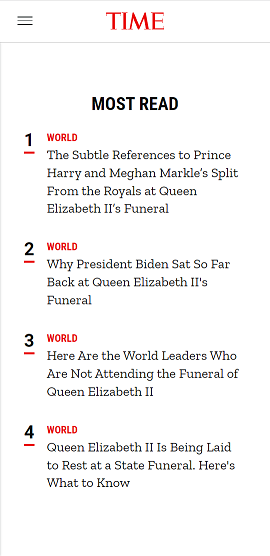 TIME
MOST READ
1
WORLD
The Subtle References to Prince
Harry and Meghan Markle's Split
From the Royals at Queen
Elizabeth II's Funeral
2
WORLD
Why President Biden Sat So Far
Back at Queen Elizabeth II's
Funeral
3
WORLD
Here Are the World Leaders Who
Are Not Attending the Funeral of
Queen Elizabeth II
4
WORLD
Queen Elizabeth II Is Being Laid
to Rest at a State Funeral. Here's
What to Know